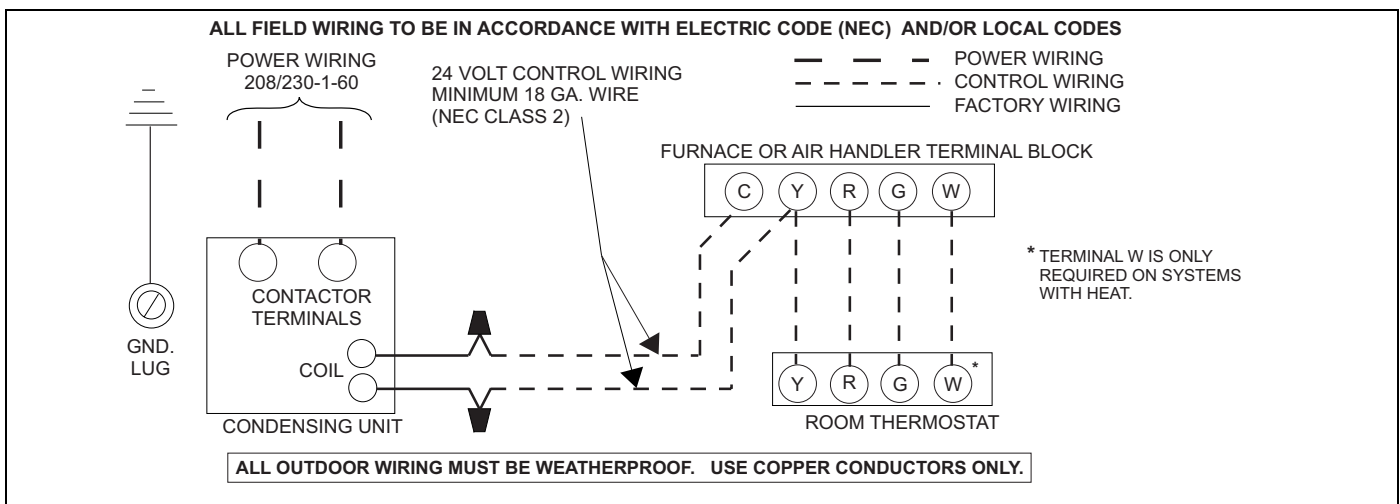 ALL FIELD WIRING TO BE IN ACCORDANCE WITH ELECTRIC CODE (NEC) AND/OR LOCAL CODES
POWER WIRING
208/230-1-60
24 VOLT CONTROL WIRING
MINIMUM 18 GA. WIRE
(NEC CLASS 2)
POWER WIRING
CONTROL WIRING
FACTORY WIRING
FURNACE OR AIR HANDLER TERMINAL BLOCK
C Y R G W
* TERMINAL W IS ONLY
REQUIRED ON SYSTEMS
WITH HEAT.
CONTACTOR
TERMINALS
GND.
LUG
COIL
CONDENSING UNIT
Y R G W *
ROOM THERMOSTAT
ALL OUTDOOR WIRING MUST BE WEATHERPROOF. USE COPPER CONDUCTORS ONLY.